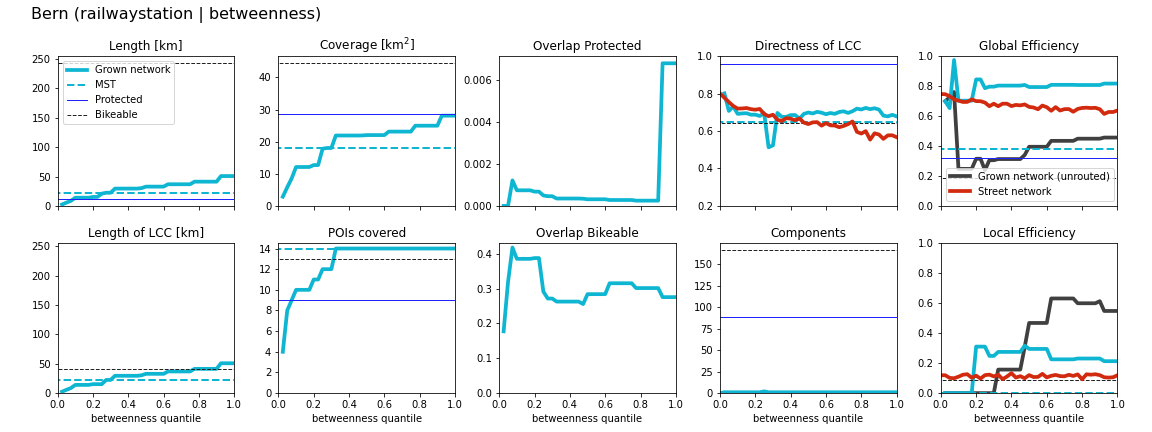 Bern (railwaystation | betweenness)
Length [km]
Coverage [km²]
Overlap Protected
Directness of LCC
Global Efficiency
250
200
150
100
50
0
Grown network
MST
Protected
Bikeable
40
30
20
10
0
0.006
0.004
0.002
0.000
1.0
0.8
0.6
0.4
0.2
1.0
0.8
0.6
0.4
0.2
0.0
Grown network (unrouted)
Street network
Length of LCC [km]
POIs covered
Overlap Bikeable
Components
Local Efficiency
250
200
150
100
50
0
0.0 0.2 0.4 0.6 0.8 1.0
betweenness quantile
14
12
10
8
6
4
2
0
0.0 0.2 0.4 0.6 0.8 1.0
betweenness quantile
0.4
0.3
0.2
0.1
0.0
0.0 0.2 0.4 0.6 0.8 1.0
betweenness quantile
150
125
100
75
50
25
0
0.0 0.2 0.4 0.6 0.8 1.0
betweenness quantile
1.0
0.8
0.6
0.4
0.2
0.0
0.0 0.2 0.4 0.6 0.8 1.0
betweenness quantile